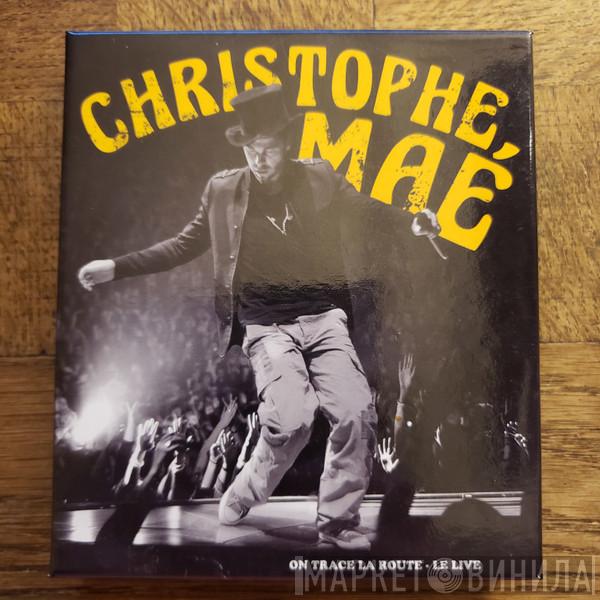 CHRISTOPHE,
MAÉ
ON TRACE LA ROUTE - LE LIVE
МАРКЕТ ВИНИЛА